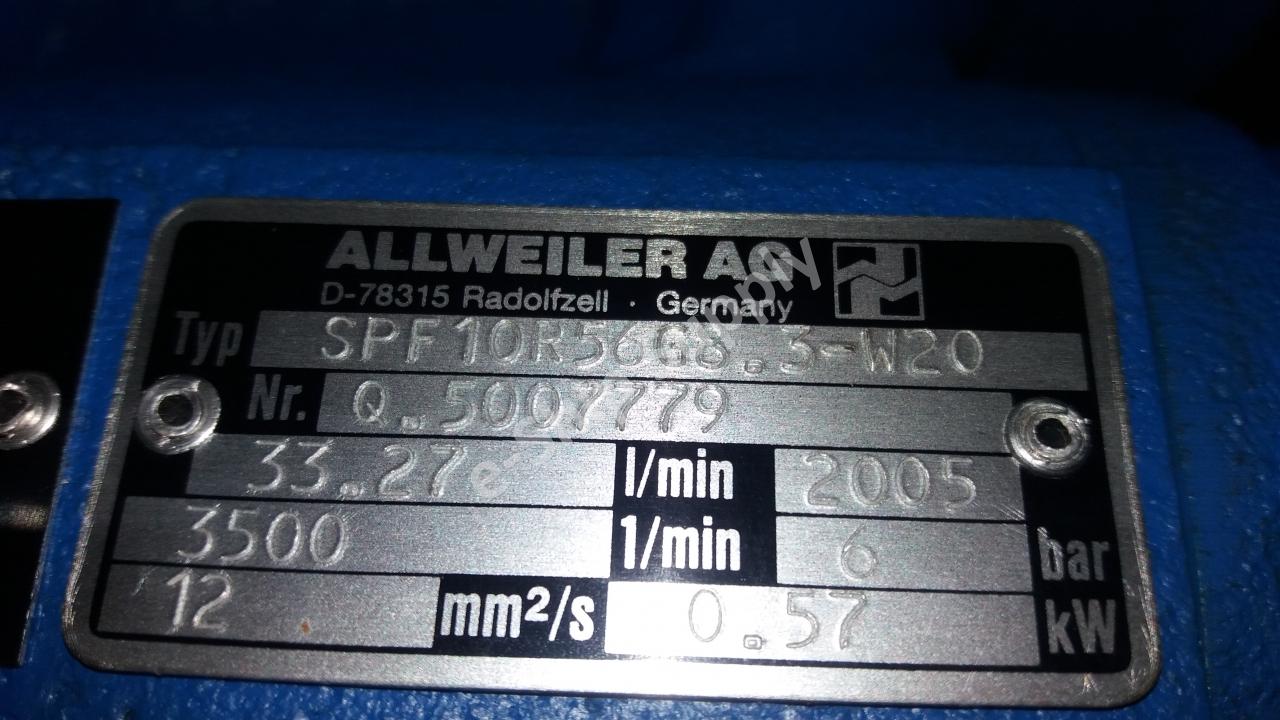 ALLWEILER AG
D-78315 Radolfzell · Germany
Typ SPF10R56G8.3-W20
Nr. Q.5007779
33.27 l/min 2005
3500 1/min 6 bar
12 mm²/s 0.57 kW